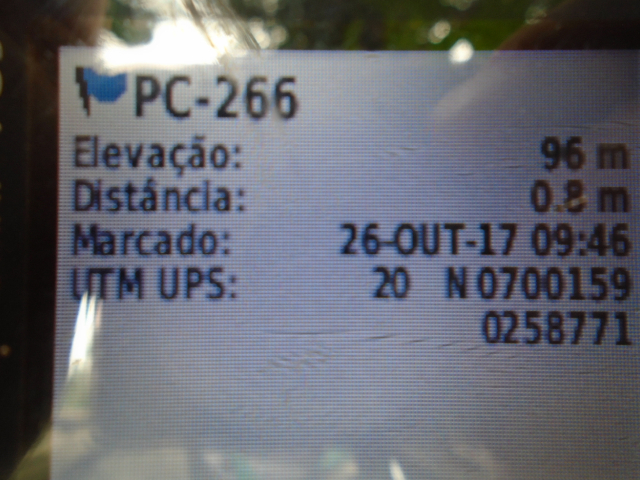 PC-266
Elevação: 96 m
Distância: 0.8 m
Marcado: 26-OUT-17 09:46
UTM UPS: 20 N 0700159
0258771